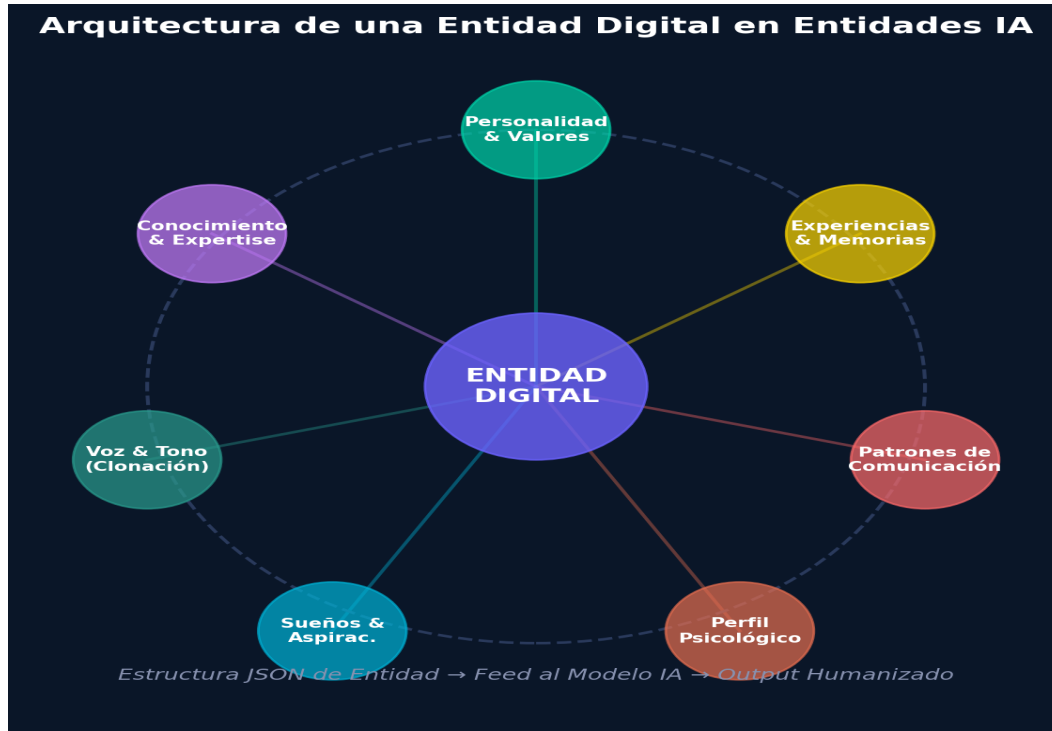 Arquitectura de una Entidad Digital en Entidades IA
Personalidad
& Valores
Conocimiento
& Expertise
Experiencias
& Memorias
ENTIDAD
DIGITAL
Voz & Tono
(Clonación)
Patrones de
Comunicación
Sueños &
Aspirac.
Perfil
Psicológico
Estructura JSON de Entidad → Feed al Modelo IA → Output Humanizado